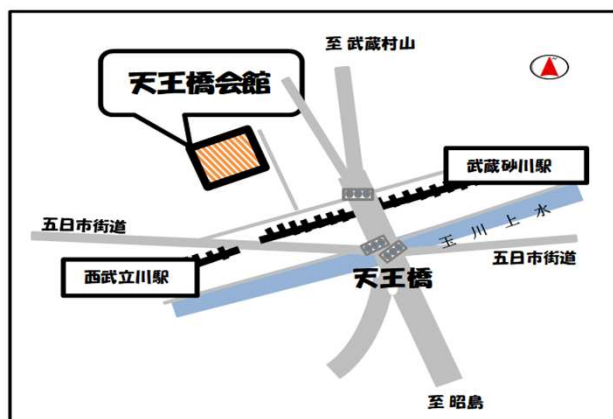 至 武蔵村山
天王橋会館
武蔵砂川駅
五日市街道
玉川上水
五日市街道
西武立川駅
天王橋
至 昭島